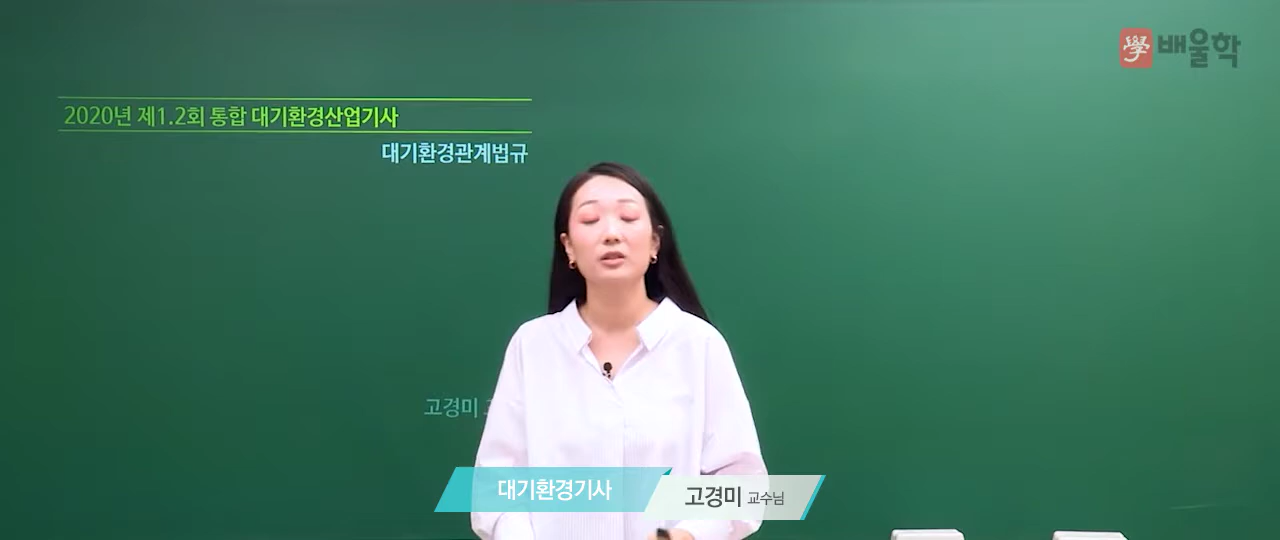 學 배울학
2020년 제1.2회 통합 대기환경산업기사
대기환경관계법규
고경미
대기환경기사
고경미 교수님